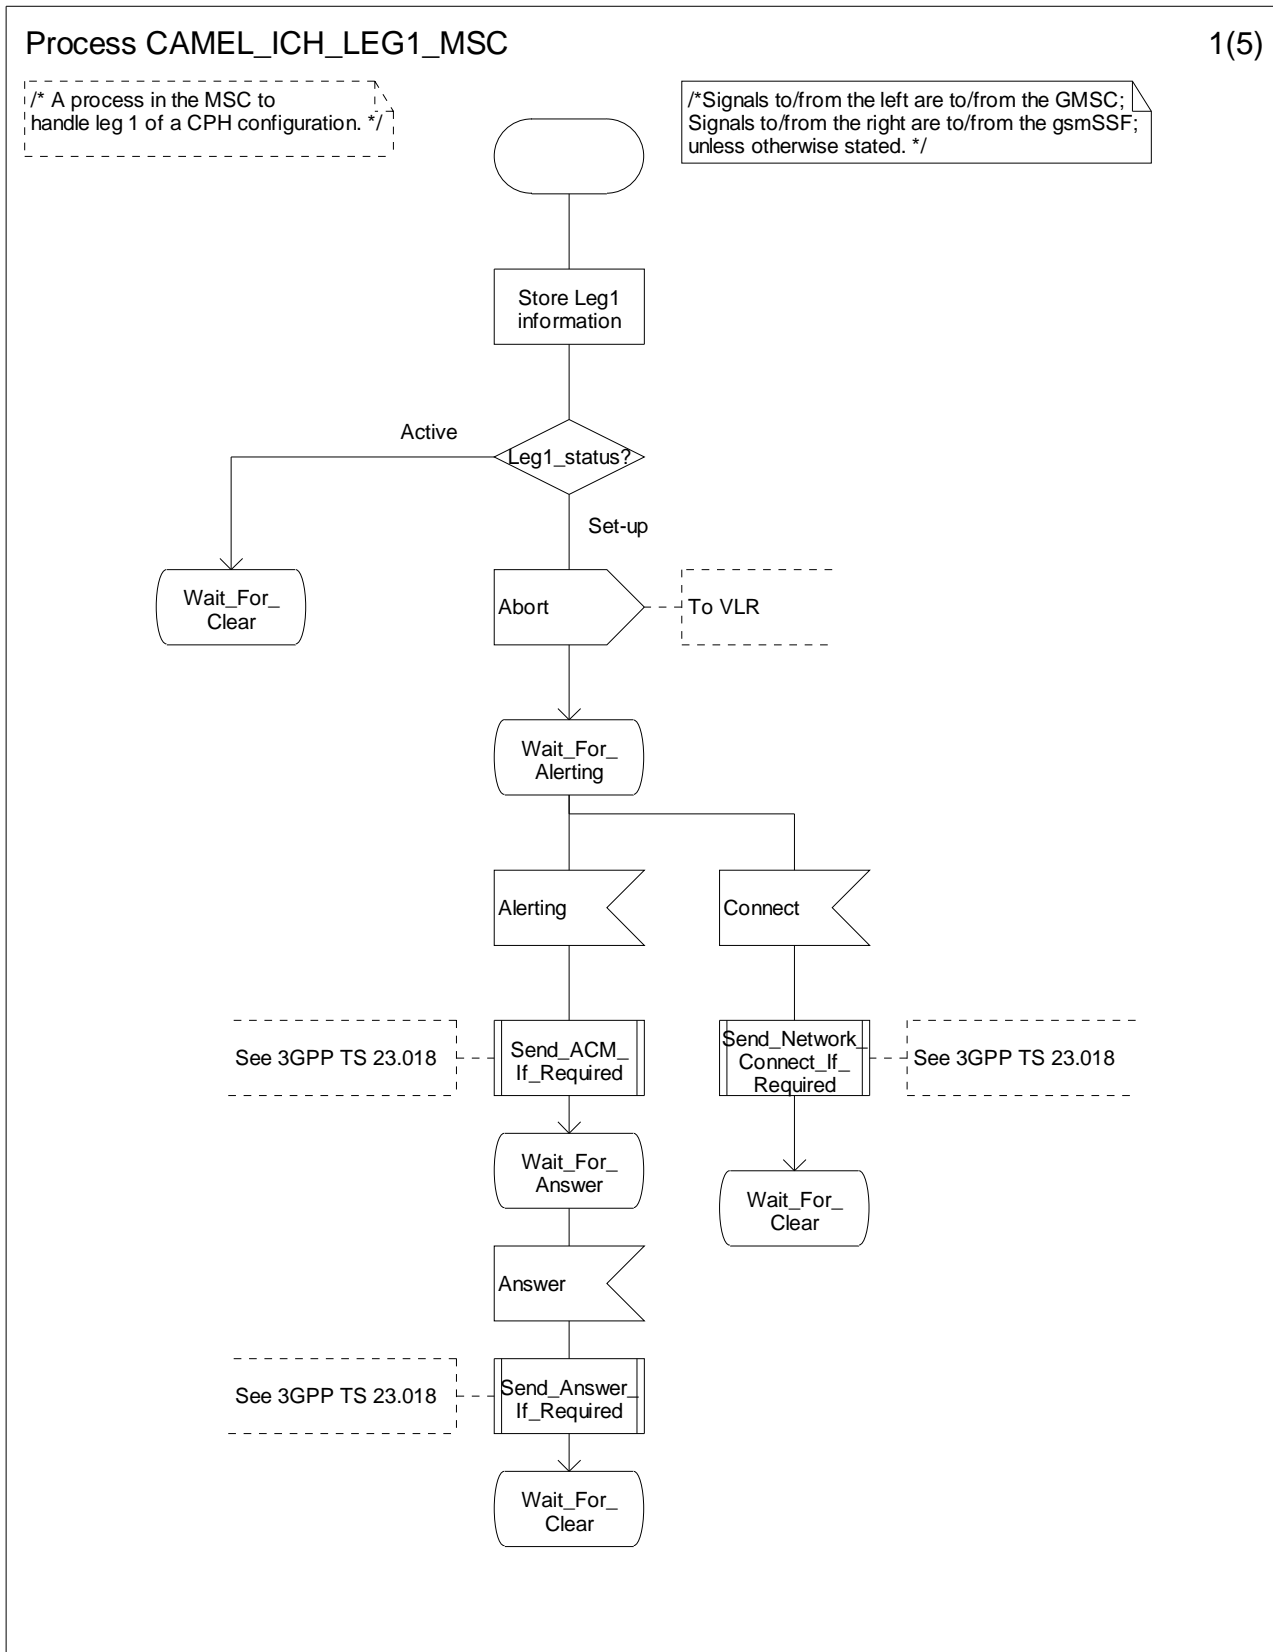 Process CAMEL_ICH_LEG1_MSC
1(5)
/* A process in the MSC to
handle leg 1 of a CPH configuration. */
/*Signals to/from the left are to/from the GMSC;
Signals to/from the right are to/from the gsmSSF;
unless otherwise stated. */
Store Leg1
information
Active
Leg1_status?
Set-up
Wait_For_
Clear
Abort
To VLR
Wait_For_
Alerting
Alerting
Connect
See 3GPP TS 23.018
Send_ACM_
If_Required
Send_Network_
Connect_If_
Required
See 3GPP TS 23.018
Wait_For_
Answer
Wait_For_
Clear
Answer
See 3GPP TS 23.018
Send_Answer_
If_Required
Wait_For_
Clear